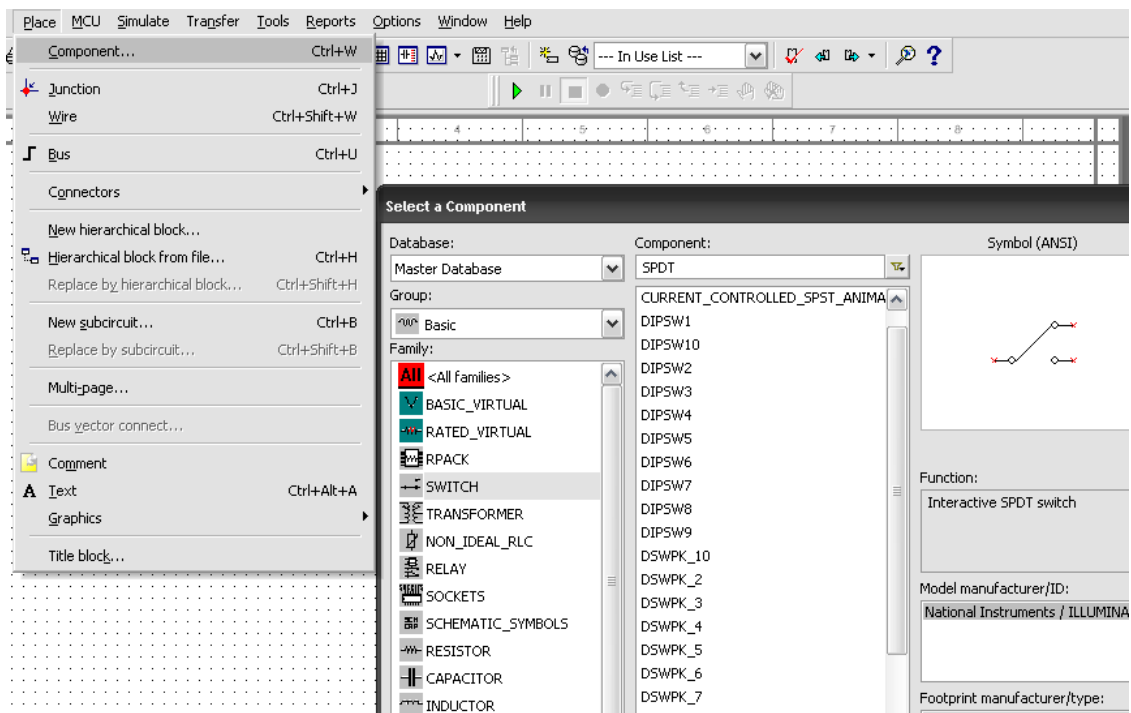 Place MCU Simulate Transfer Tools Reports Options Window Help
Component... Ctrl+W
--- In Use List ---
?
Junction Ctrl+J
Wire Ctrl+Shift+W
Bus Ctrl+U
Connectors
New hierarchical block...
Hierarchical block from file... Ctrl+H
Replace by hierarchical block... Ctrl+Shift+H
New subcircuit... Ctrl+B
Replace by subcircuit... Ctrl+Shift+B
Multi-page...
Bus vector connect...
Comment
A Text Ctrl+Alt+A
Graphics
Title block...
4 5 6 7 8
Select a Component
Database:
Master Database
Group:
Basic
Family:
All <All families>
BASIC_VIRTUAL
RATED_VIRTUAL
RPACK
SWITCH
TRANSFORMER
NON_IDEAL_RLC
RELAY
SOCKETS
SCHEMATIC_SYMBOLS
RESISTOR
CAPACITOR
INDUCTOR
Component:
SPDT
CURRENT_CONTROLLED_SPST_ANIMA
DIPSW1
DIPSW10
DIPSW2
DIPSW3
DIPSW4
DIPSW5
DIPSW6
DIPSW7
DIPSW8
DIPSW9
DSWPK_10
DSWPK_2
DSWPK_3
DSWPK_4
DSWPK_5
DSWPK_6
DSWPK_7
Symbol (ANSI)
Function:
Interactive SPDT switch
Model manufacturer/ID:
National Instruments / ILLUMINA
Footprint manufacturer/type: